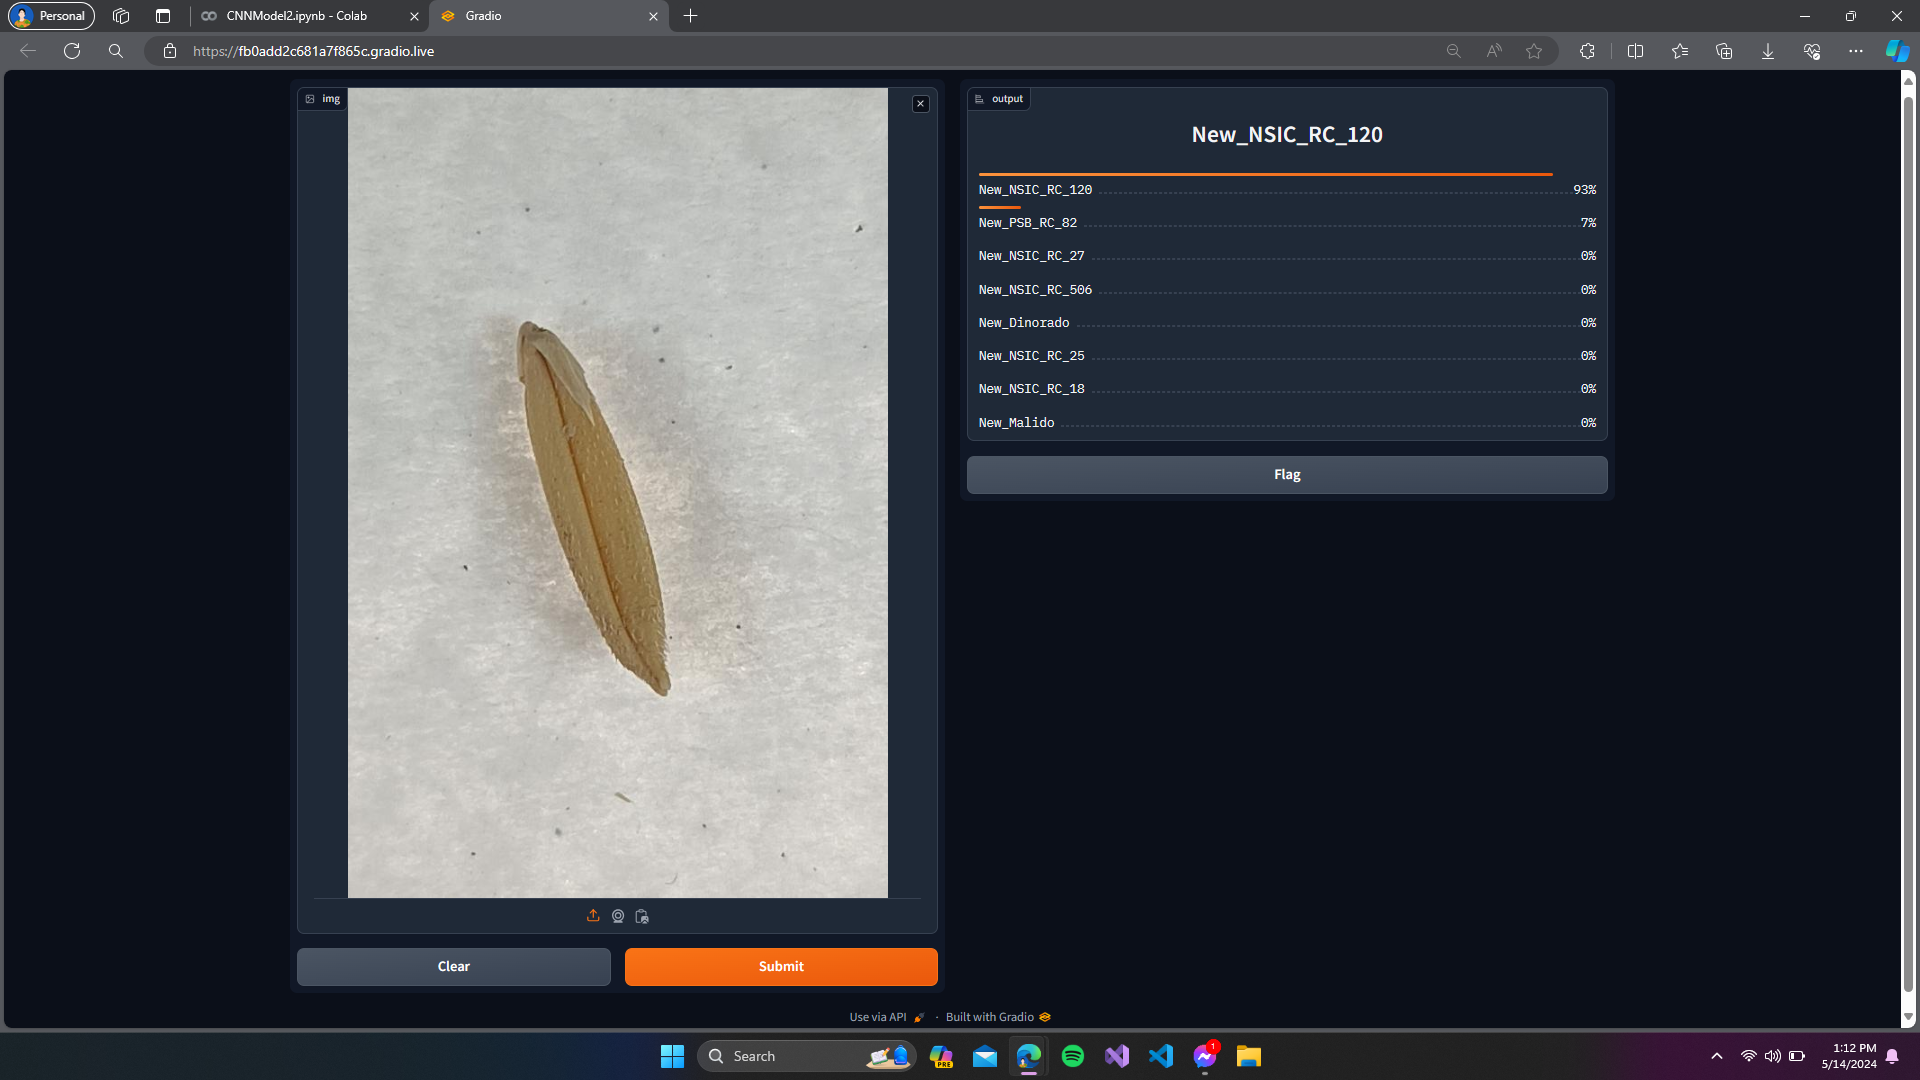 Personal
CNNModel2.ipynb - Colab
Gradio
https://fb0add2c681a7f865c.gradio.live
img
output
New_NSIC_RC_120
New_NSIC_RC_120 93%
New_PSB_RC_82 7%
New_NSIC_RC_27 0%
New_NSIC_RC_506 0%
New_Dinorado 0%
New_NSIC_RC_25 0%
New_NSIC_RC_18 0%
New_Malido 0%
Flag
Clear
Submit
Use via API · Built with Gradio
Search
PRE
1
1:12 PM
5/14/2024